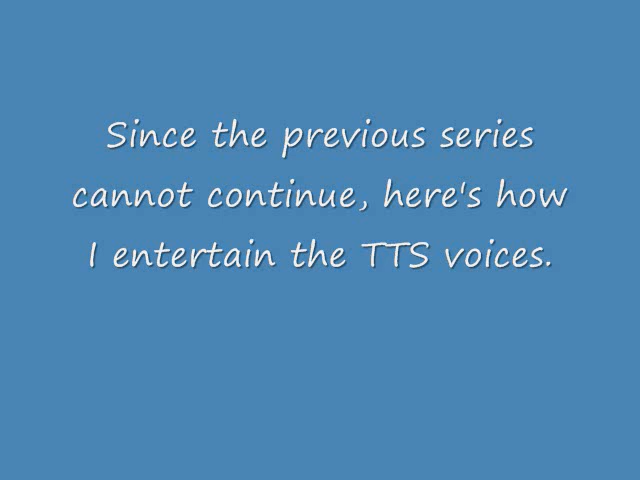 Since the previous series
cannot continue, here's how
I entertain the TTS voices.